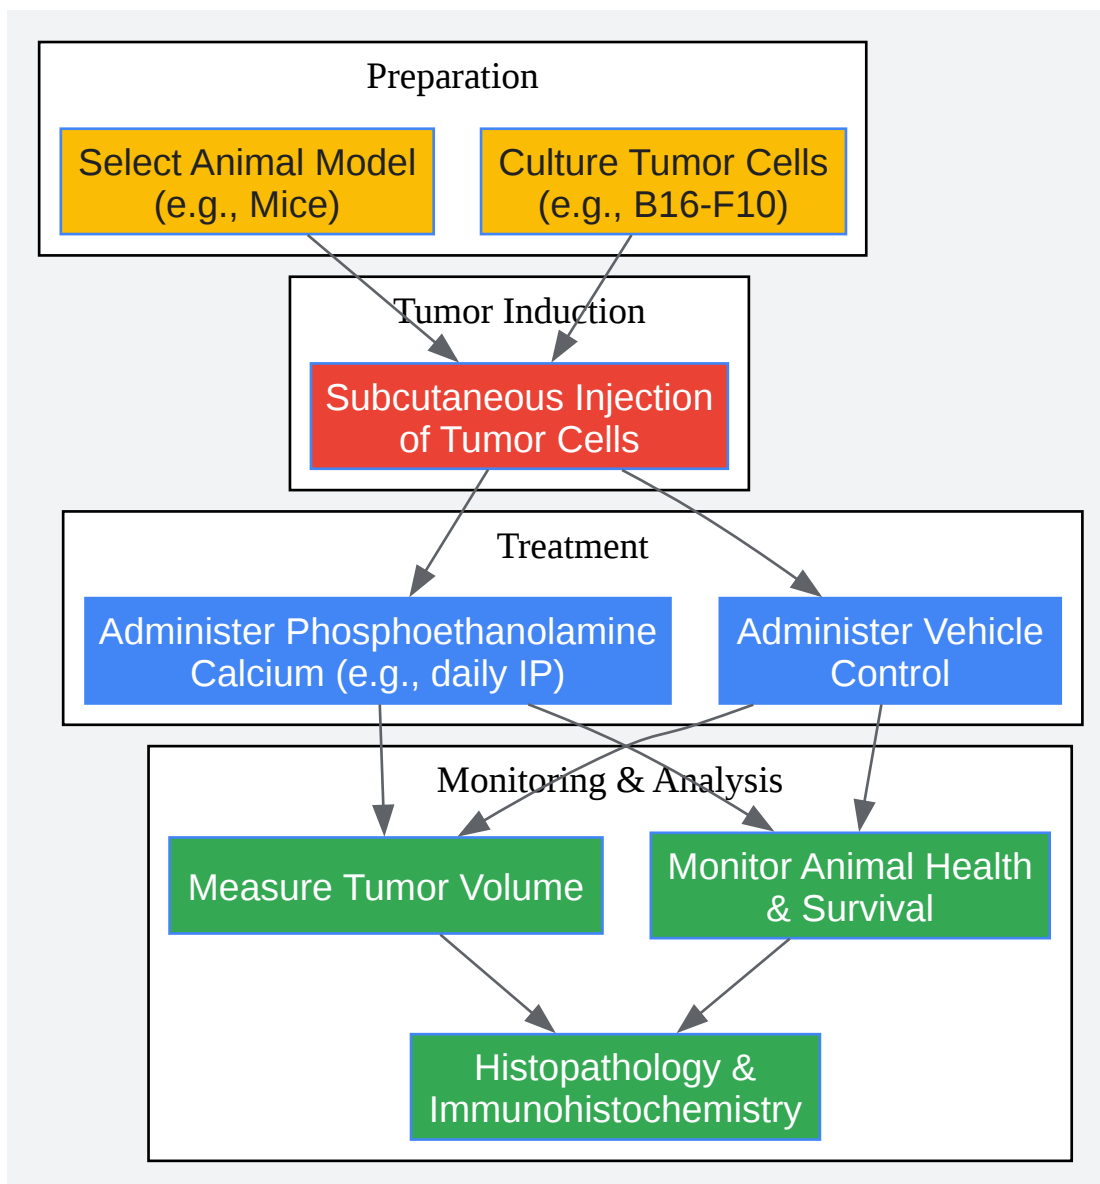 Preparation
Select Animal Model
(e.g., Mice)
Culture Tumor Cells
(e.g., B16-F10)
Tumor Induction
Subcutaneous Injection
of Tumor Cells
Treatment
Administer Phosphoethanolamine
Calcium (e.g., daily IP)
Administer Vehicle
Control
Monitoring & Analysis
Measure Tumor Volume
Monitor Animal Health
& Survival
Histopathology &
Immunohistochemistry